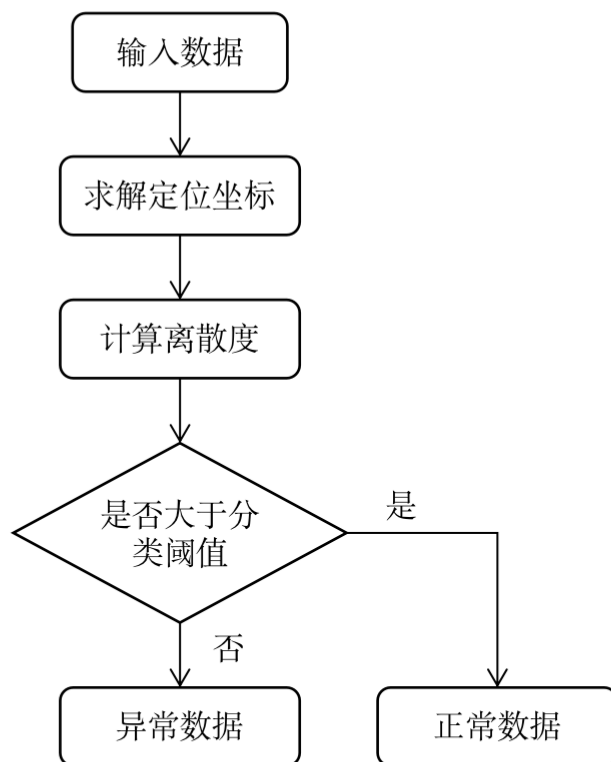 输入数据
求解定位坐标
计算离散度
是否大于分
类阈值
是
否
异常数据
正常数据